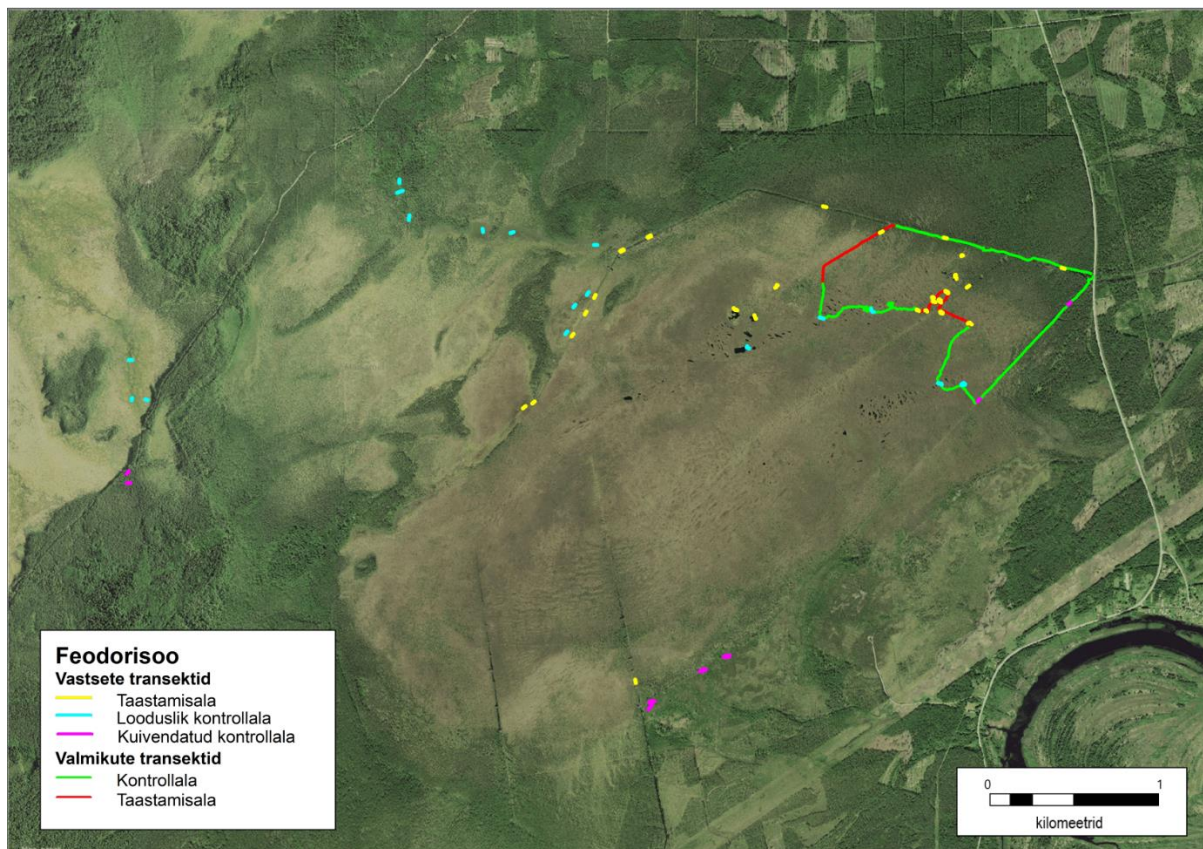 Feodorisoo
Vastsete transektid
Taastamisala
Looduslik kontrollala
Kuivendatud kontrollala
Valmikute transektid
Kontrollala
Taastamisala
0 1
kilomeetrid